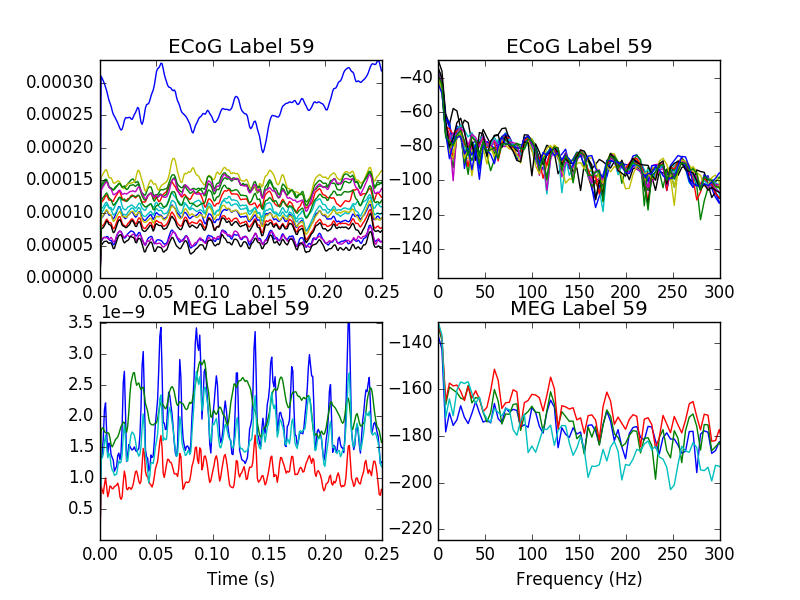 ECoG Label 59
0.00030
0.00025
0.00020
0.00015
0.00010
0.00005
0.00000
0.00 0.05 0.10 0.15 0.20 0.25
ECoG Label 59
−40
−60
−80
−100
−120
−140
0 50 100 150 200 250 300
MEG Label 59
1e−9
3.5
3.0
2.5
2.0
1.5
1.0
0.5
0.00 0.05 0.10 0.15 0.20 0.25
Time (s)
MEG Label 59
−140
−160
−180
−200
−220
0 50 100 150 200 250 300
Frequency (Hz)